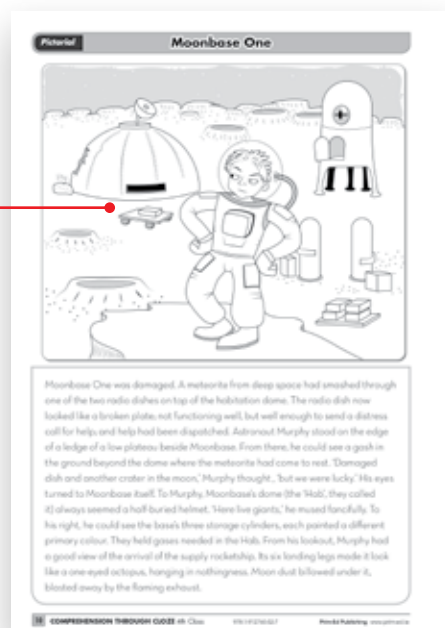 Pictorial
Moonbase One
Moonbase One was damaged. A meteorite from deep space had smashed through
one of the two radio dishes on top of the habitation dome. The radio dish now
looked like a broken plate; not functioning well, but well enough to send a distress
call for help; and help had been dispatched. Astronaut Murphy stood on the edge
of a ledge of a low plateau beside Moonbase. From there, he could see a gash in
the ground beyond the dome where the meteorite had come to rest. 'Damaged
dish and another crater in the moon,' Murphy thought, 'but we were lucky.' His eyes
turned to Moonbase itself. To Murphy, Moonbase's dome (the 'Hab', they called
it) always seemed a half-buried helmet. 'Here live giants,' he mused fancifully. To
his right, he could see the base's three storage cylinders, each painted a different
primary colour. They held gases needed in the Hab. From his lookout, Murphy had
a good view of the arrival of the supply rocketship. Its six landing legs made it look
like a one-eyed octopus, hanging in nothingness. Moon dust billowed under it,
blasted away by the flaming exhaust.
COMPREHENSION THROUGH CLOZE 4th Class Prim-Ed Publishing